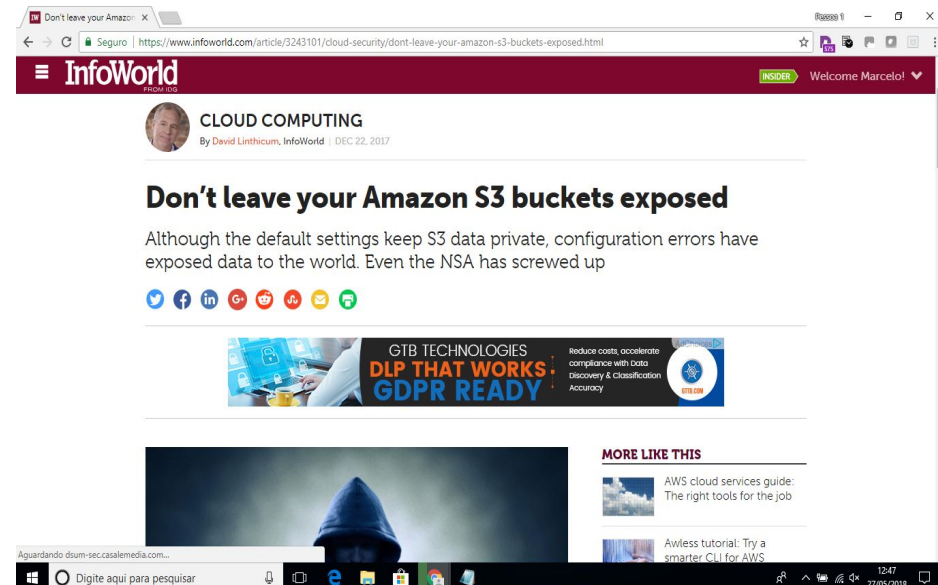 Don't leave your Amazon
Seguro | https://www.infoworld.com/article/3243101/cloud-security/dont-leave-your-amazon-s3-buckets-exposed.html
575
InfoWorld
FROM IDG
INSIDER
Welcome Marcelo!
CLOUD COMPUTING
By David Linthicum, InfoWorld | DEC 22, 2017
Don't leave your Amazon S3 buckets exposed
Although the default settings keep S3 data private, configuration errors have
exposed data to the world. Even the NSA has screwed up
GTB TECHNOLOGIES
DLP THAT WORKS
GDPR READY
Reduce costs, accelerate
compliance with Data
Discovery & Classification
Accuracy
GTTB.COM
MORE LIKE THIS
AWS cloud services guide:
The right tools for the job
Awless tutorial: Try a
smarter CLI for AWS
Aguardando dsum-sec.casalemedia.com...
Digite aqui para pesquisar
12:47
27/05/2018